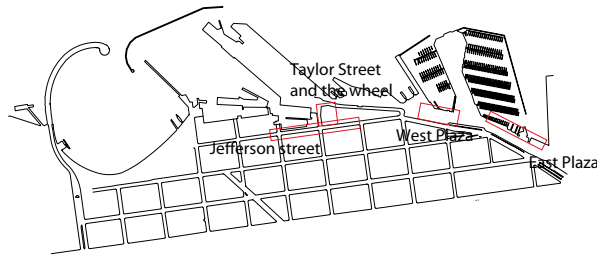 Taylor Street
and the wheel
West Plaza
Jefferson street
East Plaza